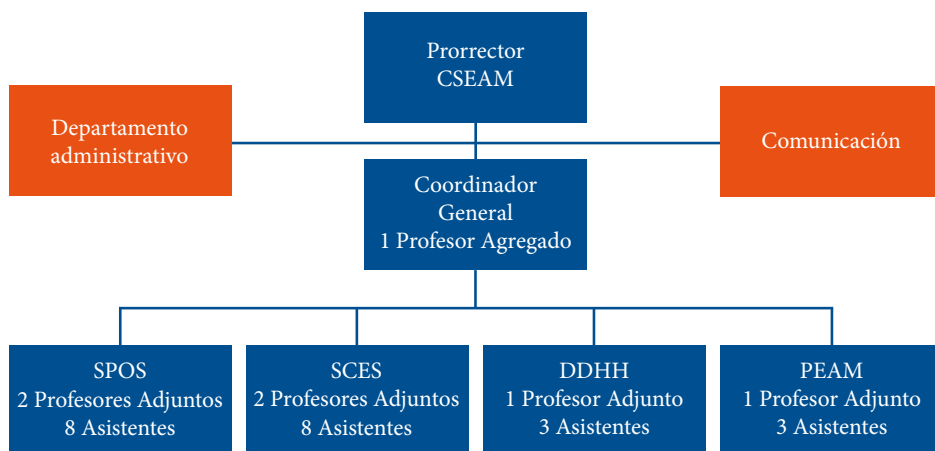 Prorrector
CSEAM
Departamento
administrativo
Comunicación
Coordinador
General
1 Profesor Agregado
SPOS
2 Profesores Adjuntos
8 Asistentes
SCES
2 Profesores Adjuntos
8 Asistentes
DDHH
1 Profesor Adjunto
3 Asistentes
PEAM
1 Profesor Adjunto
3 Asistentes